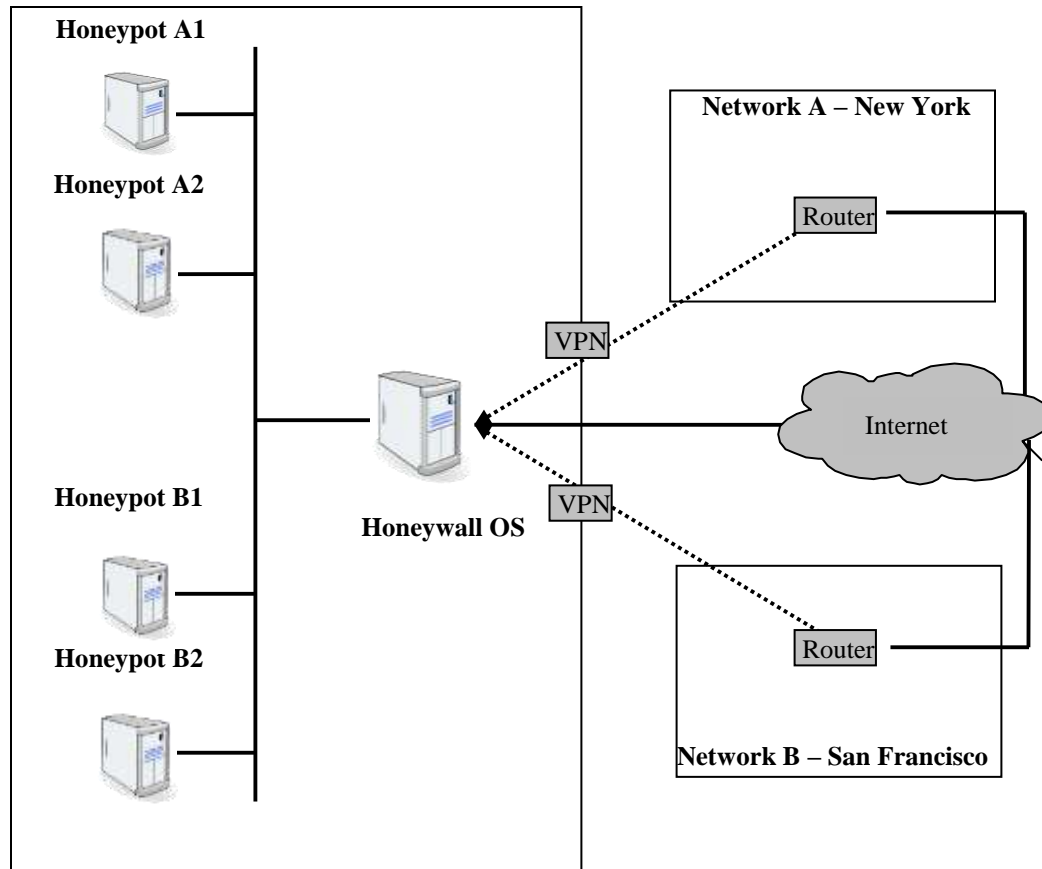 Honeypot A1
Honeypot A2
Honeypot B1
Honeypot B2
Honeywall OS
VPN
VPN
Network A – New York
Router
Internet
Router
Network B – San Francisco